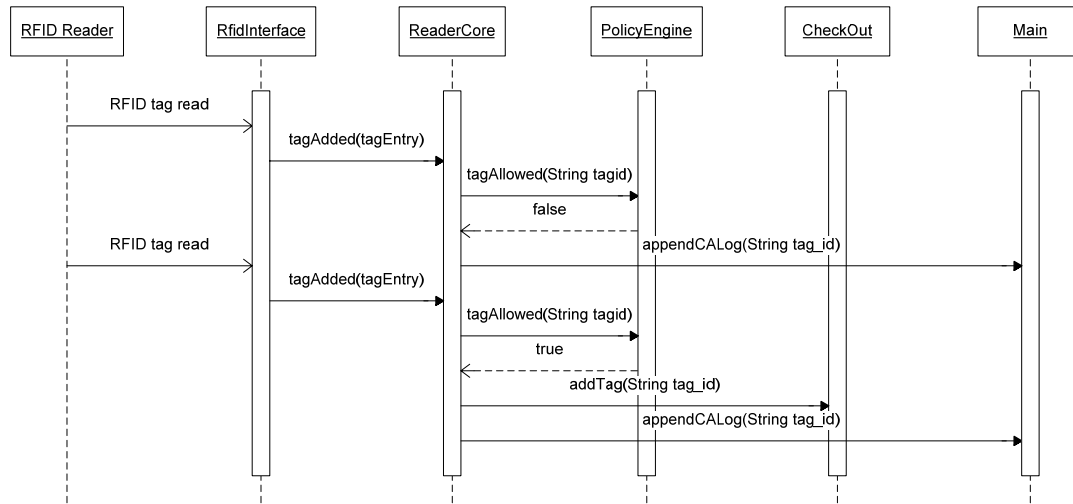 RFID Reader
RfidInterface
ReaderCore
PolicyEngine
CheckOut
Main
RFID tag read
tagAdded(tagEntry)
tagAllowed(String tagid)
false
RFID tag read
appendCALog(String tag_id)
tagAdded(tagEntry)
tagAllowed(String tagid)
true
addTag(String tag_id)
appendCALog(String tag_id)